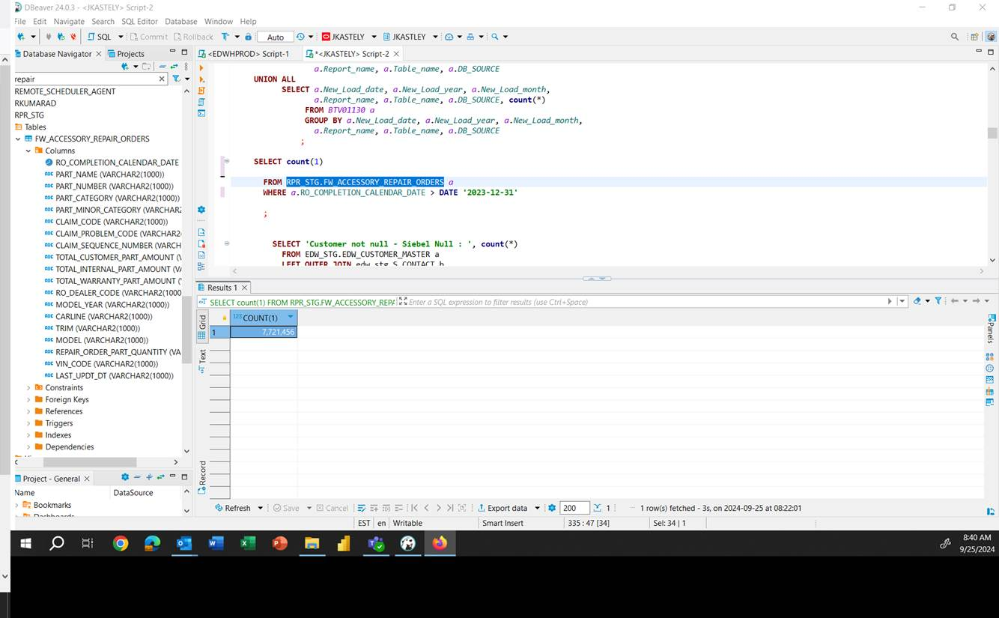 DBeaver 24.0.3 - <JKASTELY> Script-2
File Edit Navigate Search SQL Editor Database Window Help
SQL Commit Rollback Auto JKASTELY JKASTLEY
Database Navigator Projects
repair
REMOTE_SCHEDULER_AGENT
RKUMARAD
RPR_STG
Tables
FW_ACCESSORY_REPAIR_ORDERS
Columns
RO_COMPLETION_CALENDAR_DATE
PART_NAME (VARCHAR2(1000))
PART_NUMBER (VARCHAR2(1000))
PART_CATEGORY (VARCHAR2(1000))
PART_MINOR_CATEGORY (VARCHAR2
CLAIM_CODE (VARCHAR2(1000))
CLAIM_PROBLEM_CODE (VARCHAR2(
CLAIM_SEQUENCE_NUMBER (VARCH
TOTAL_CUSTOMER_PART_AMOUNT (V
TOTAL_INTERNAL_PART_AMOUNT (VA
TOTAL_WARRANTY_PART_AMOUNT (
RO_DEALER_CODE (VARCHAR2(1000
MODEL_YEAR (VARCHAR2(1000))
CARLINE (VARCHAR2(1000))
TRIM (VARCHAR2(1000))
MODEL (VARCHAR2(1000))
REPAIR_ORDER_PART_QUANTITY (VA
VIN_CODE (VARCHAR2(1000))
LAST_UPDT_DT (VARCHAR2(1000))
Constraints
Foreign Keys
References
Triggers
Indexes
Dependencies
Project - General
Name DataSource
Bookmarks
<EDWHPROD> Script-1 *<JKASTELY> Script-2
a.Report_name, a.Table_name, a.DB_SOURCE
UNION ALL
SELECT a.New_Load_date, a.New_Load_year, a.New_Load_month,
a.Report_name, a.Table_name, a.DB_SOURCE, count(*)
FROM BTV01130 a
GROUP BY a.New_Load_date, a.New_Load_year, a.New_Load_month,
a.Report_name, a.Table_name, a.DB_SOURCE
;
SELECT count(1)
FROM RPR_STG.FW_ACCESSORY_REPAIR_ORDERS a
WHERE a.RO_COMPLETION_CALENDAR_DATE > DATE '2023-12-31'
;
SELECT 'Customer not null - Siebel Null : ', count(*)
FROM EDW_STG.EDW_CUSTOMER_MASTER a
LEFT OUTER JOIN edw_stg.S_CONTACT b
Results 1
SELECT count(1) FROM RPR_STG.FW_ACCESSORY_REPA Enter a SQL expression to filter results (use Ctrl+Space)
Grid
Text
Record
Panels
123 COUNT(1)
1 7,721,456
Refresh Save Cancel Export data 200 1 1 row(s) fetched - 3s, on 2024-09-25 at 08:22:01
EST en Writable Smart Insert 335 : 47 [34] Sel: 34 | 1
8:40 AM
9/25/2024